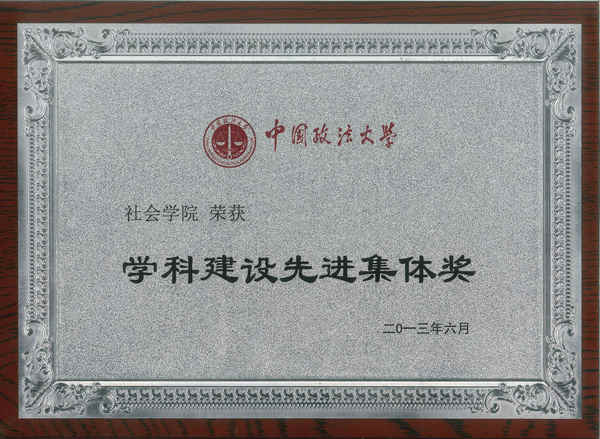 中国政法大学
社会学院 荣获
学科建设先进集体奖
二0一三年六月